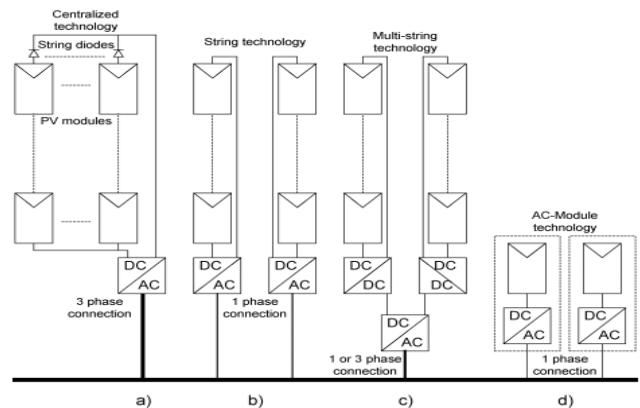 Centralized
technology
String diodes
PV modules
DC
AC
3 phase
connection
a)
String technology
DC
AC
DC
AC
1 phase
connection
b)
Multi-string
technology
DC
DC
DC
DC
DC
AC
1 or 3 phase
connection
c)
AC-Module
technology
DC
AC
DC
AC
1 phase
connection
d)